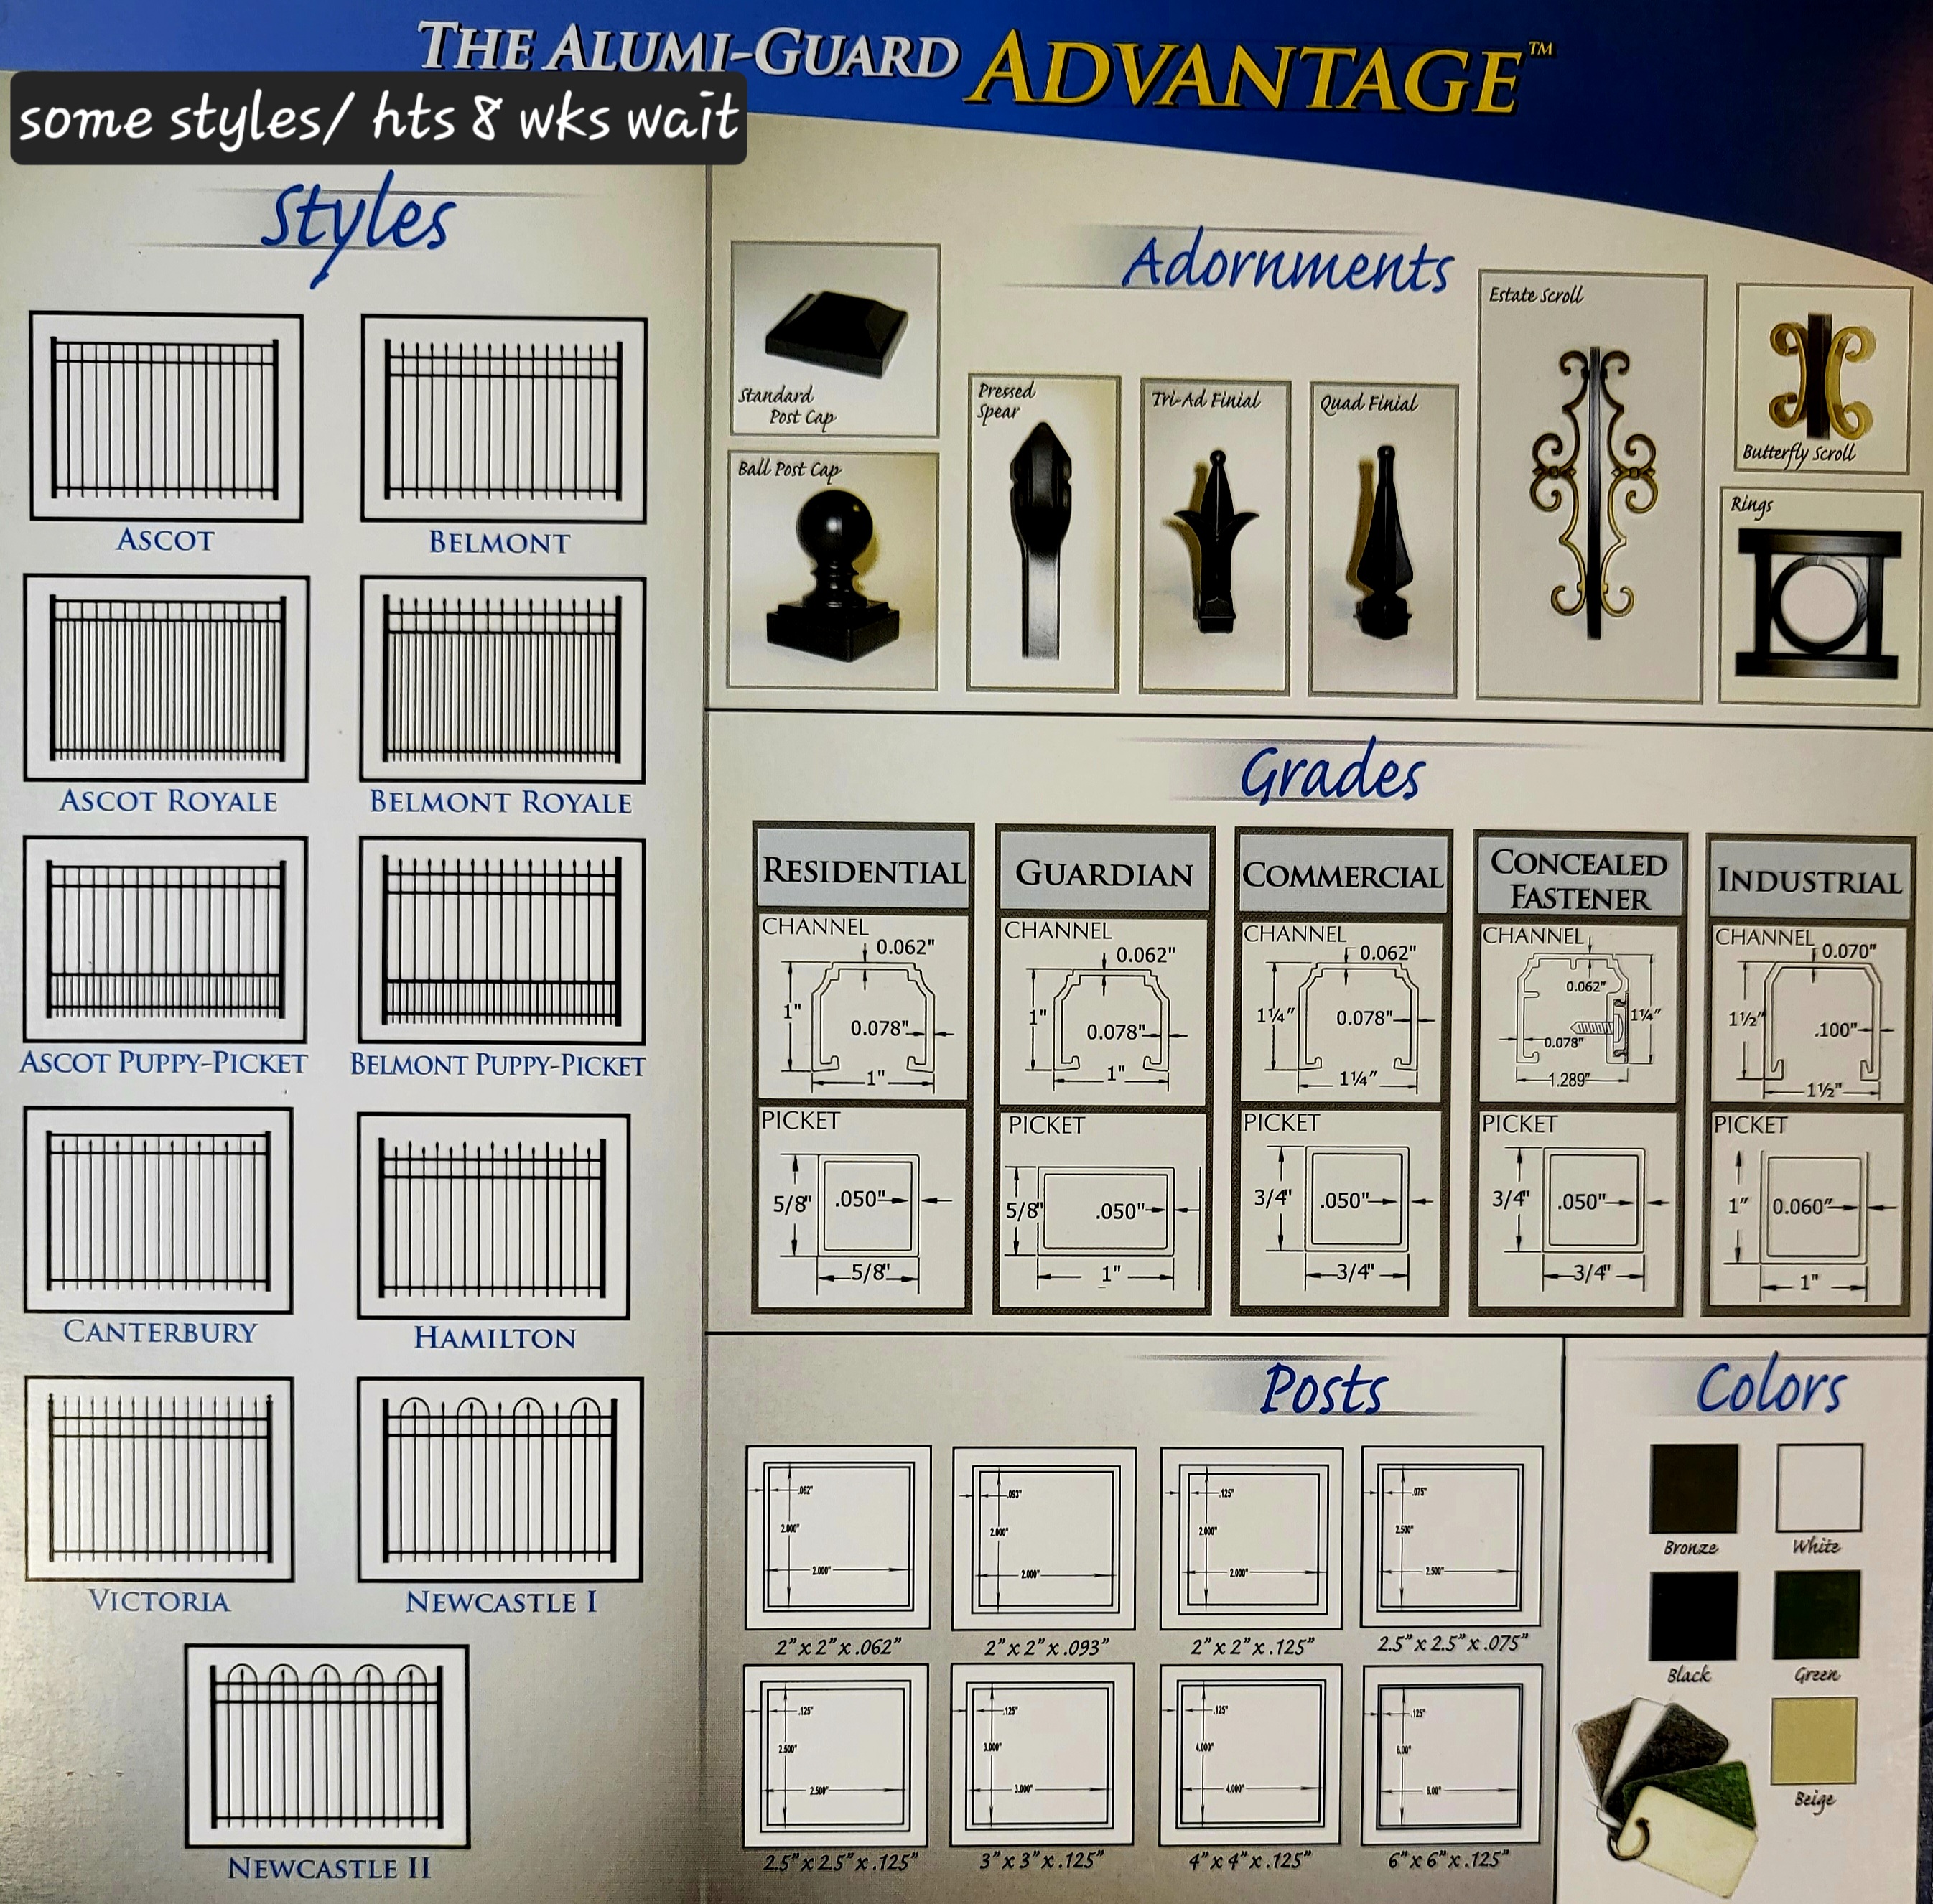 THE ALUMI-GUARD ADVANTAGE™
some styles/ hts 8 wks wait
Styles
ASCOT
BELMONT
ASCOT ROYALE
BELMONT ROYALE
ASCOT PUPPY-PICKET
BELMONT PUPPY-PICKET
CANTERBURY
HAMILTON
VICTORIA
NEWCASTLE I
NEWCASTLE II
Adornments
Standard
Post Cap
Ball Post Cap
Pressed
Spear
Tri-Ad Finial
Quad Finial
Estate Scroll
Butterfly Scroll
Rings
Grades
RESIDENTIAL
CHANNEL
0.062"
1"
0.078"
1"
PICKET
5/8"
.050"
5/8"
GUARDIAN
CHANNEL
0.062"
1"
0.078"
1"
PICKET
5/8"
.050"
1"
COMMERCIAL
CHANNEL
0.062"
1¼"
0.078"
1¼"
PICKET
3/4"
.050"
3/4"
CONCEALED
FASTENER
CHANNEL
0.062"
1¼"
0.078"
1.289"
PICKET
3/4"
.050"
3/4"
INDUSTRIAL
CHANNEL
0.070"
1½"
.100"
1½"
PICKET
1"
0.060"
1"
Posts
.062"
2.000"
2.000"
2" x 2" x .062"
.093"
2.000"
2.000"
2" x 2" x .093"
.125"
2.000"
2.000"
2" x 2" x .125"
.075"
2.500"
2.500"
2.5" x 2.5" x .075"
.125"
2.500"
2.500"
2.5" x 2.5" x .125"
.125"
3.000"
3.000"
3" x 3" x .125"
.125"
4.000"
4.000"
4" x 4" x .125"
.125"
6.00"
6.00"
6" x 6" x .125"
Colors
Bronze
White
Black
Green
Beige